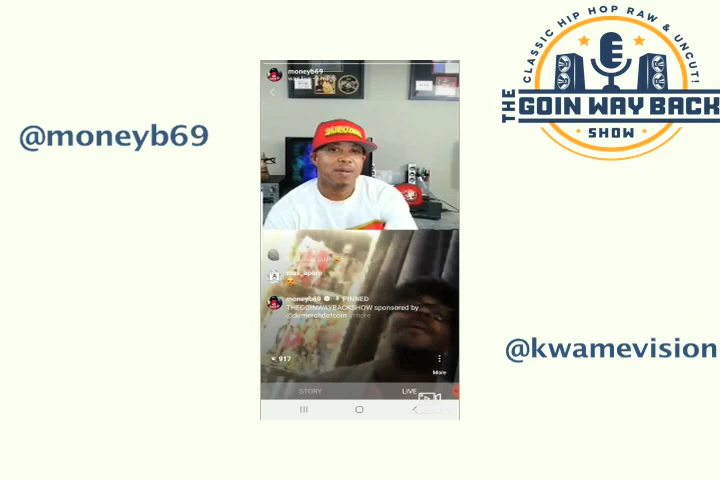 CLASSIC HIP HOP RAW & UNCUT!
THE
GOIN WAY BACK
SHOW
@moneyb69
moneyb69
moneyb69 PINNED
THEGOINWAYBACKSHOW sponsored by
917
More
STORY
LIVE
@kwamevision